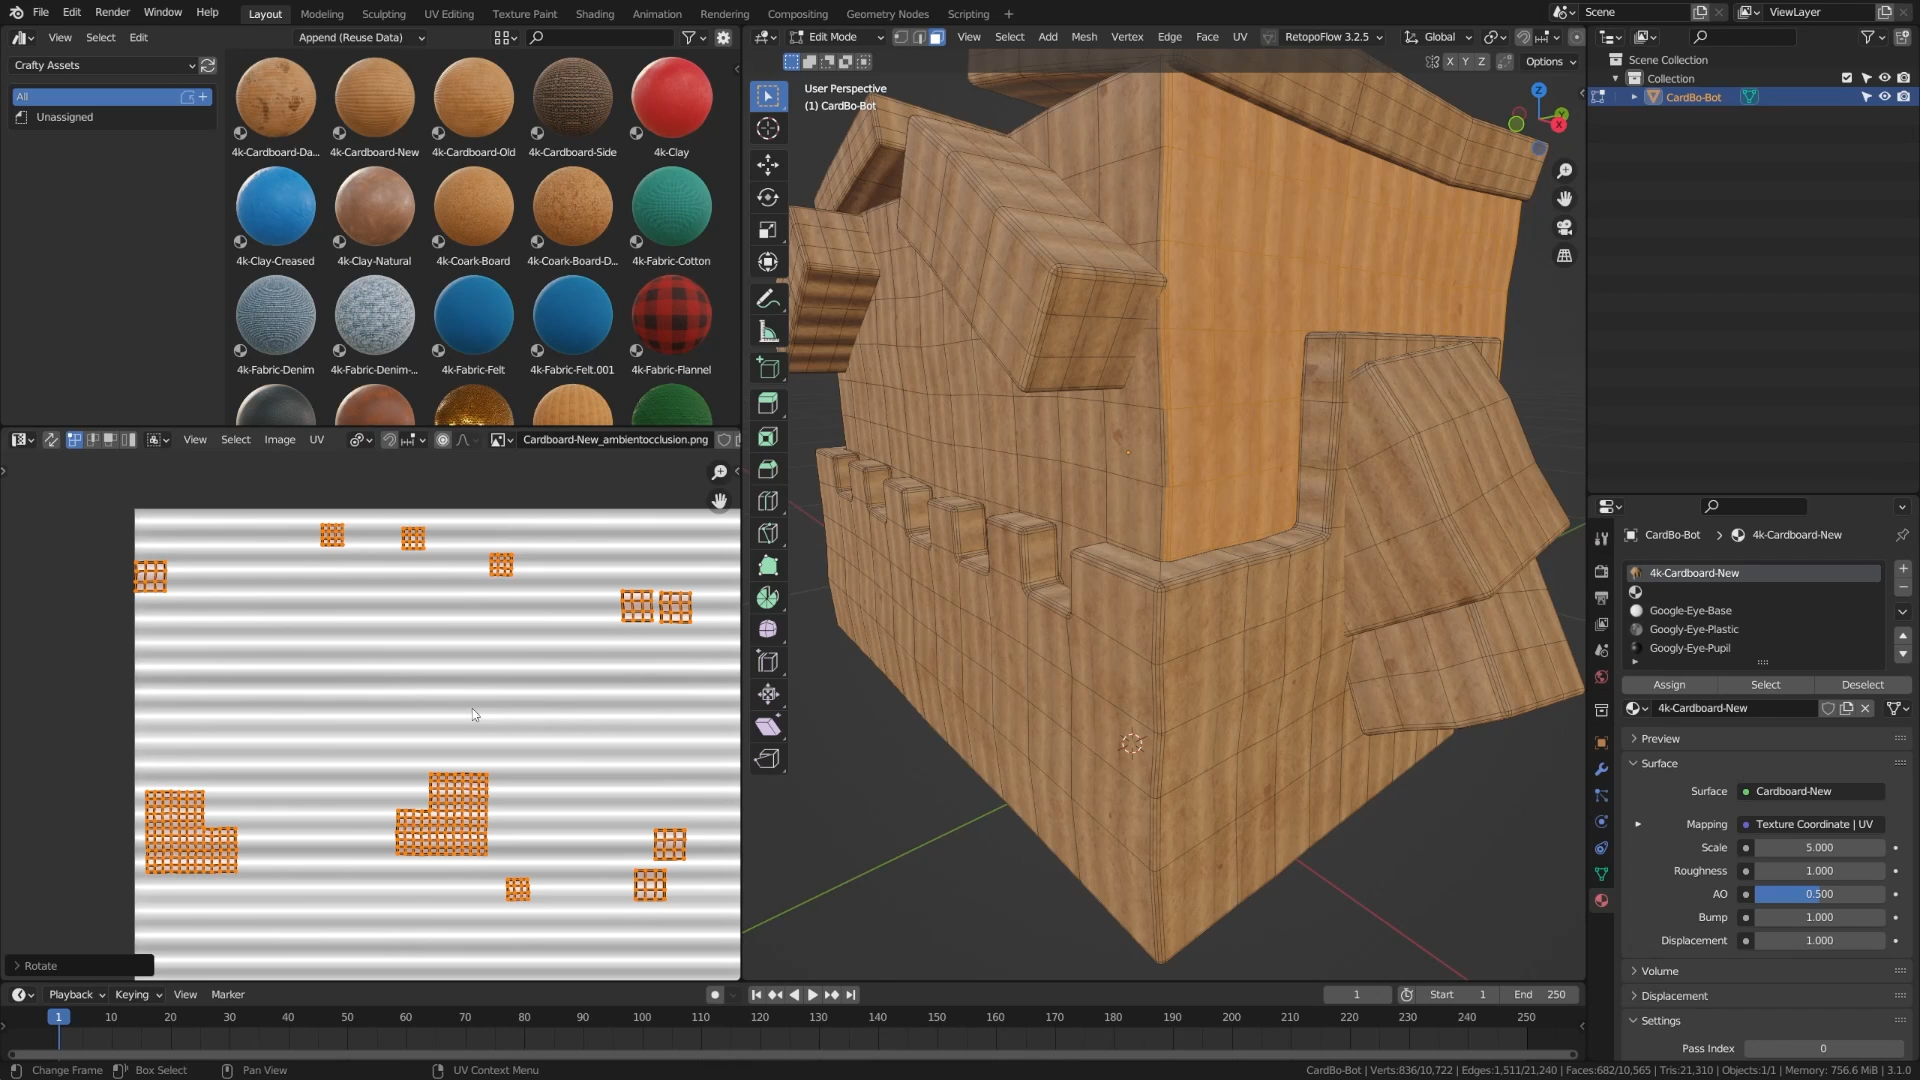 File Edit Render Window Help Layout Modeling Sculpting UV Editing Texture Paint Shading Animation Rendering Compositing Geometry Nodes Scripting + Scene ViewLayer
View Select Edit Append (Reuse Data)
Crafty Assets
All
Unassigned
4k-Cardboard-Da... 4k-Cardboard-New 4k-Cardboard-Old 4k-Cardboard-Side 4k-Clay
4k-Clay-Creased 4k-Clay-Natural 4k-Coark-Board 4k-Coark-Board-D... 4k-Fabric-Cotton
4k-Fabric-Denim 4k-Fabric-Denim-... 4k-Fabric-Felt 4k-Fabric-Felt.001 4k-Fabric-Flannel
View Select Image UV Cardboard-New_ambientocclusion.png
Rotate
Edit Mode View Select Add Mesh Vertex Edge Face UV RetopoFlow 3.2.5 Global
X Y Z Options
User Perspective
(1) CardBo-Bot
Z
X
Scene Collection
Collection
CardBo-Bot
CardBo-Bot > 4k-Cardboard-New
4k-Cardboard-New
Google-Eye-Base
Googly-Eye-Plastic
Googly-Eye-Pupil
Assign Select Deselect
4k-Cardboard-New
Preview
Surface
Surface Cardboard-New
Mapping Texture Coordinate | UV
Scale 5.000
Roughness 1.000
AO 0.500
Bump 1.000
Displacement 1.000
Volume
Displacement
Settings
Pass Index 0
Playback Keying View Marker 1 Start 1 End 250
1 10 20 30 40 50 60 70 80 90 100 110 120 130 140 150 160 170 180 190 200 210 220 230 240 250
Change Frame Box Select Pan View UV Context Menu CardBo-Bot | Verts:836/10,722 | Edges:1,511/21,240 | Faces:682/10,565 | Tris:21,310 | Objects:1/1 | Memory: 756.6 MiB | 3.1.0